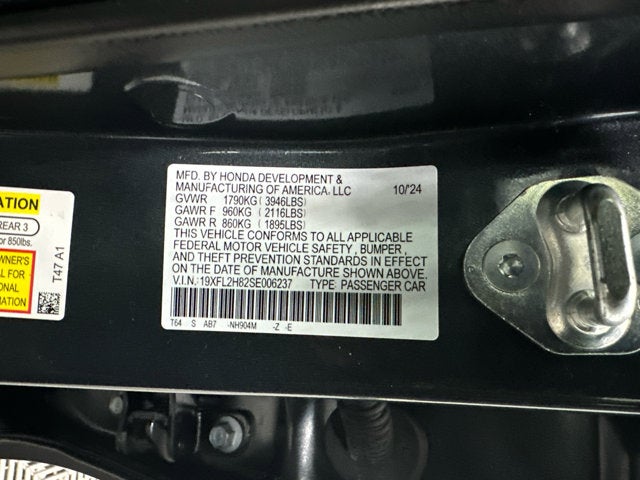 MFD. BY HONDA DEVELOPMENT &
MANUFACTURING OF AMERICA, LLC 10/24
GVWR 1790KG (3946LBS)
GAWR F 960KG (2116LBS)
GAWR R 860KG (1895LBS)
THIS VEHICLE CONFORMS TO ALL APPLICABLE
FEDERAL MOTOR VEHICLE SAFETY, BUMPER,
AND THEFT PREVENTION STANDARDS IN EFFECT
ON THE DATE OF MANUFACTURE SHOWN ABOVE.
V.I.N. 19XFL2H82SE006237 TYPE PASSENGER CAR
T64 S AB7 -NH904M -Z -E
ATION
REAR 3
or 850lbs.
OWNER'S
AL FOR
IONAL
MATION
T47 A1